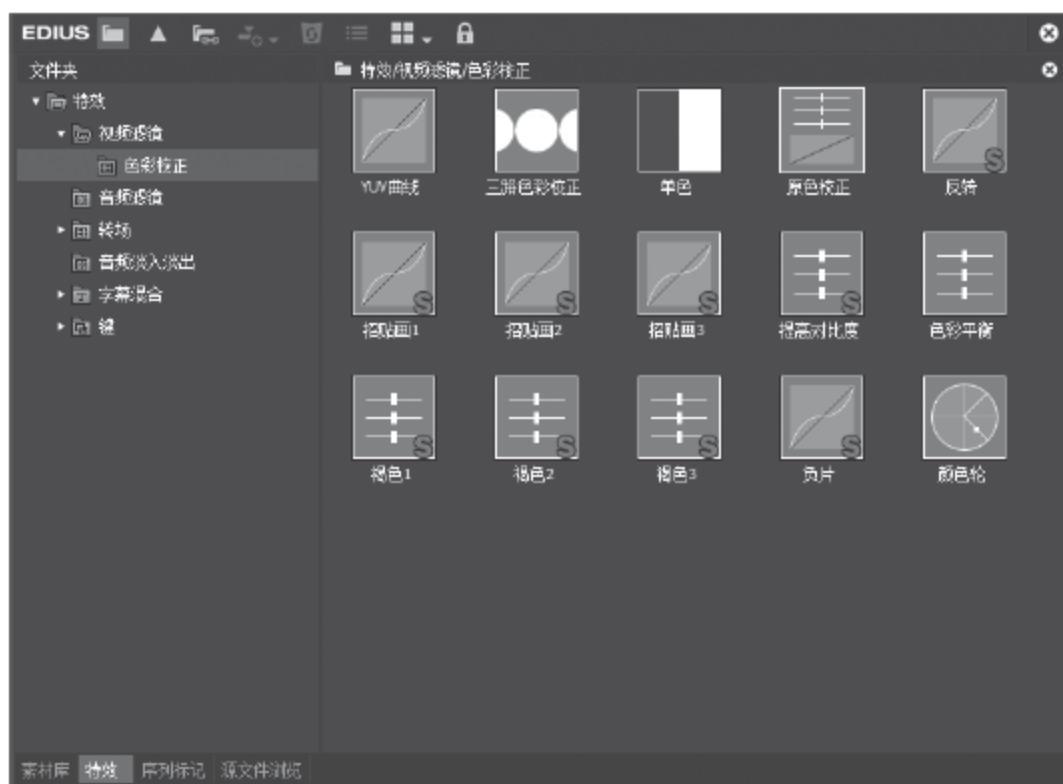 EDIUS
文件夹
特效/视频滤镜/色彩校正
特效
视频滤镜
色彩校正
音频滤镜
转场
音频淡入淡出
字幕混合
键
YUV曲线 三路色彩校正 单色 原色校正 反转
S
招贴画1 招贴画2 招贴画3 提高对比度 色彩平衡
S S S S
褐色1 褐色2 褐色3 负片 颜色轮
S S S S
素材库 特效 序列标记 源文件浏览